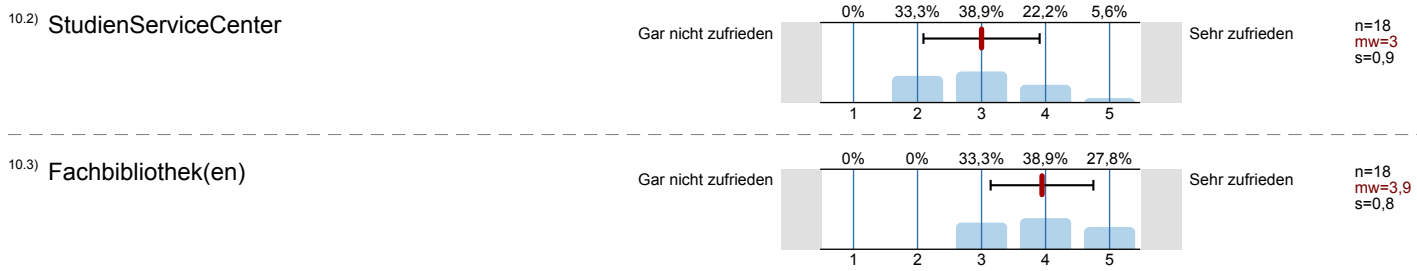 10.2) StudienServiceCenter
Gar nicht zufrieden
0% 33,3% 38,9% 22,2% 5,6%
1 2 3 4 5
Sehr zufrieden
n=18
mw=3
s=0,9
10.3) Fachbibliothek(en)
Gar nicht zufrieden
0% 0% 33,3% 38,9% 27,8%
1 2 3 4 5
Sehr zufrieden
n=18
mw=3,9
s=0,8